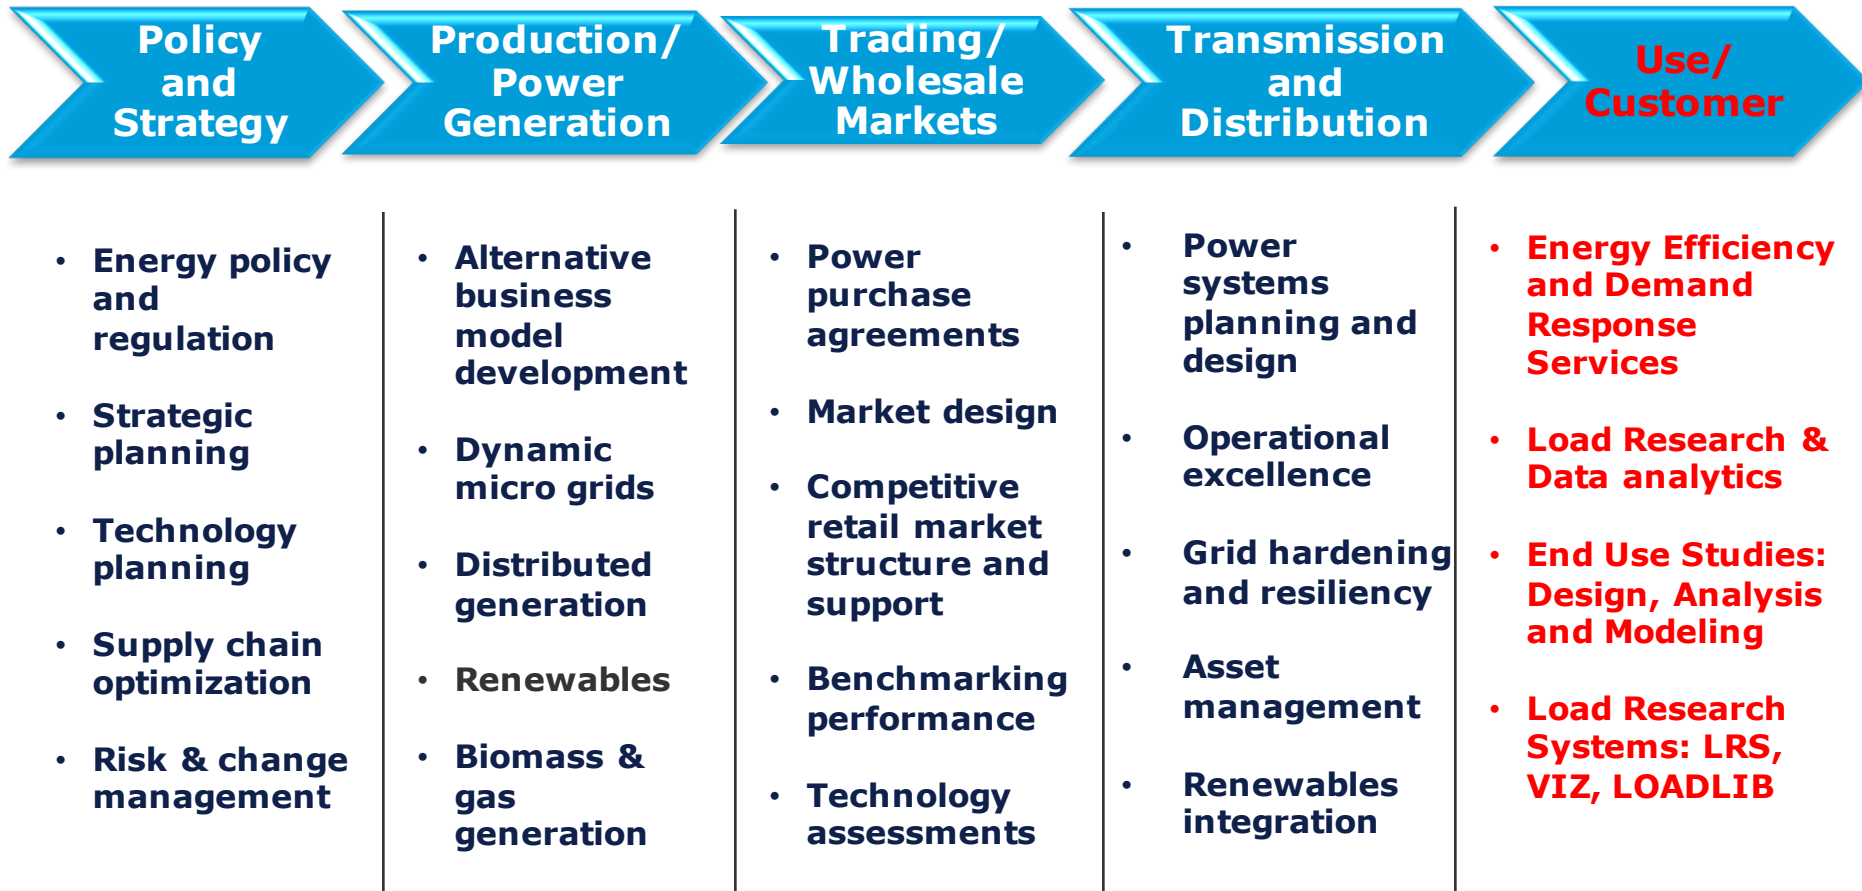 Policy
and
Strategy
Production/
Power
Generation
Trading/
Wholesale
Markets
Transmission
and
Distribution
Use/
Customer
• Energy policy
and
regulation
• Strategic
planning
• Technology
planning
• Supply chain
optimization
• Risk & change
management
• Alternative
business
model
development
• Dynamic
micro grids
• Distributed
generation
• Renewables
• Biomass &
gas
generation
• Power
purchase
agreements
• Market design
• Competitive
retail market
structure and
support
• Benchmarking
performance
• Technology
assessments
• Power
systems
planning and
design
• Operational
excellence
• Grid hardening
and resiliency
• Asset
management
• Renewables
integration
• Energy Efficiency
and Demand
Response
Services
• Load Research &
Data analytics
• End Use Studies:
Design, Analysis
and Modeling
• Load Research
Systems: LRS,
VIZ, LOADLIB